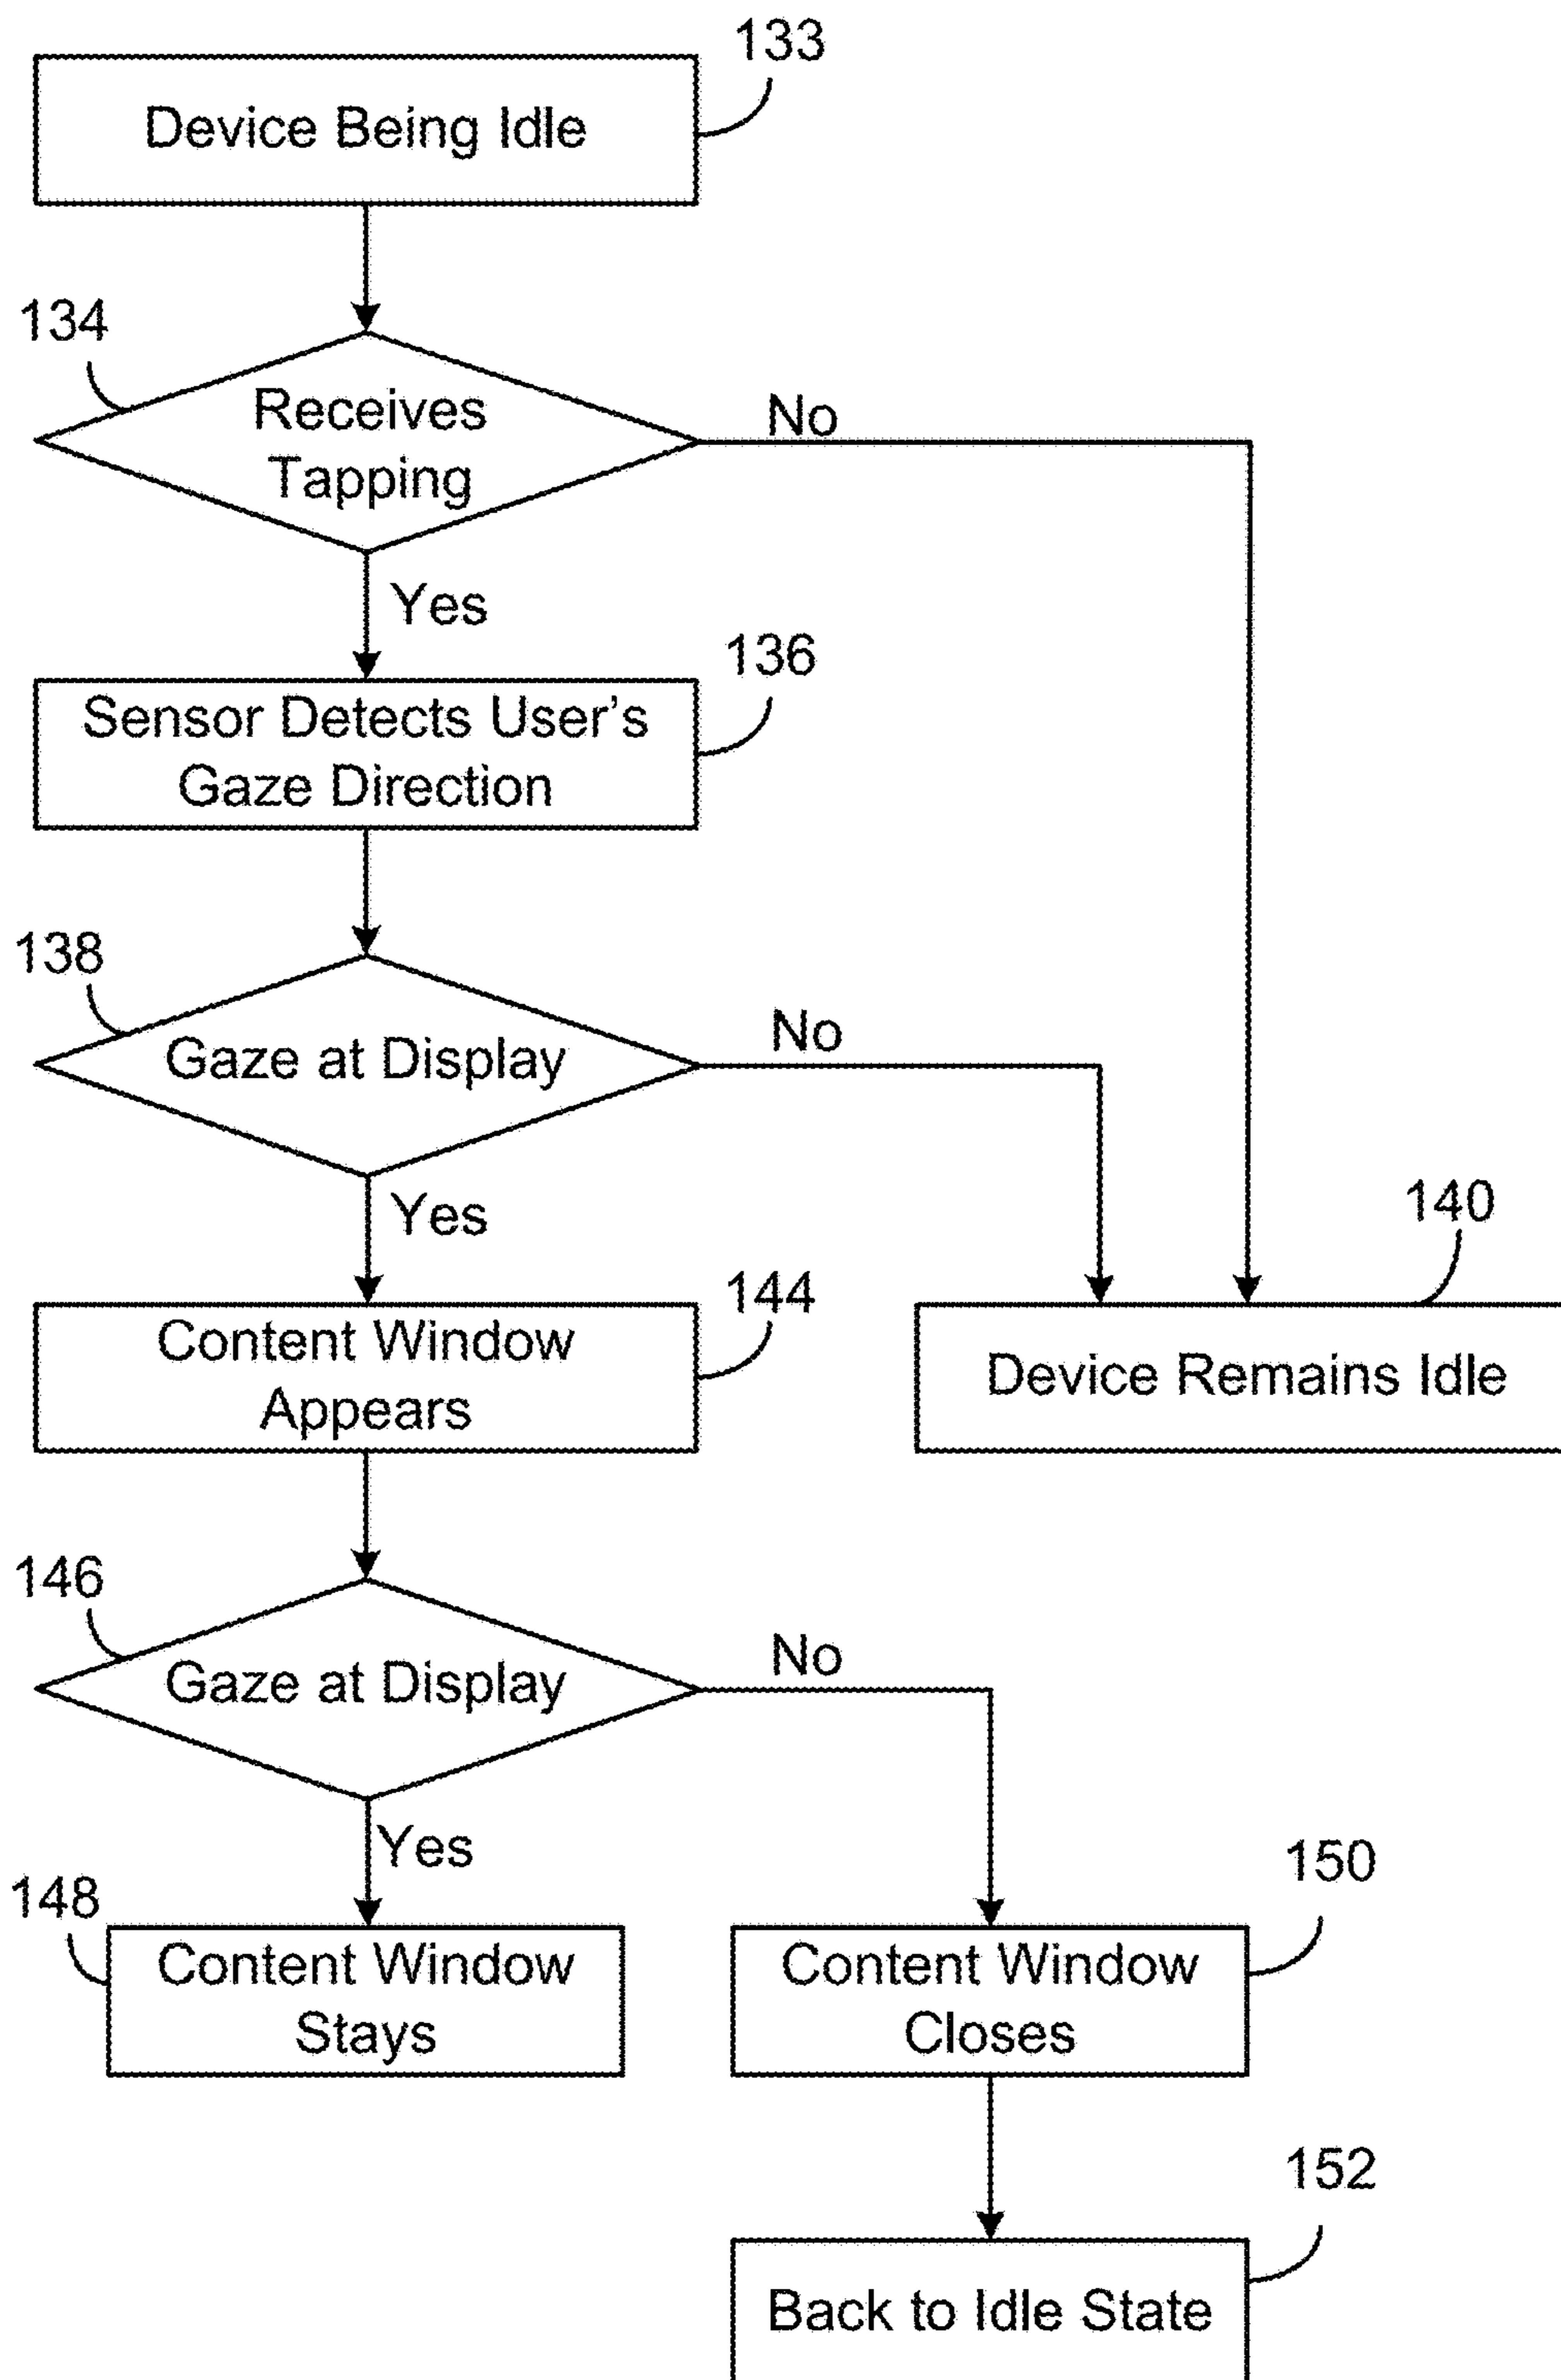 133
Device Being Idle
134
Receives
Tapping
No
Yes
136
Sensor Detects User's
Gaze Direction
138
Gaze at Display
No
Yes
140
144
Content Window
Appears
Device Remains Idle
146
Gaze at Display
No
Yes
148
150
Content Window
Stays
Content Window
Closes
152
Back to Idle State